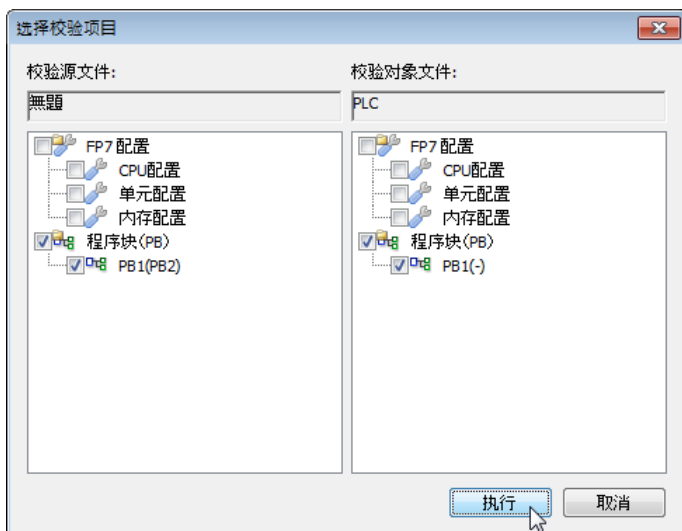 选择校验项目
校验源文件:
無題
FP7 配置
CPU配置
单元配置
内存配置
程序块(PB)
PB1(PB2)
校验对象文件:
PLC
FP7 配置
CPU配置
单元配置
内存配置
程序块(PB)
PB1(-)
执行
取消